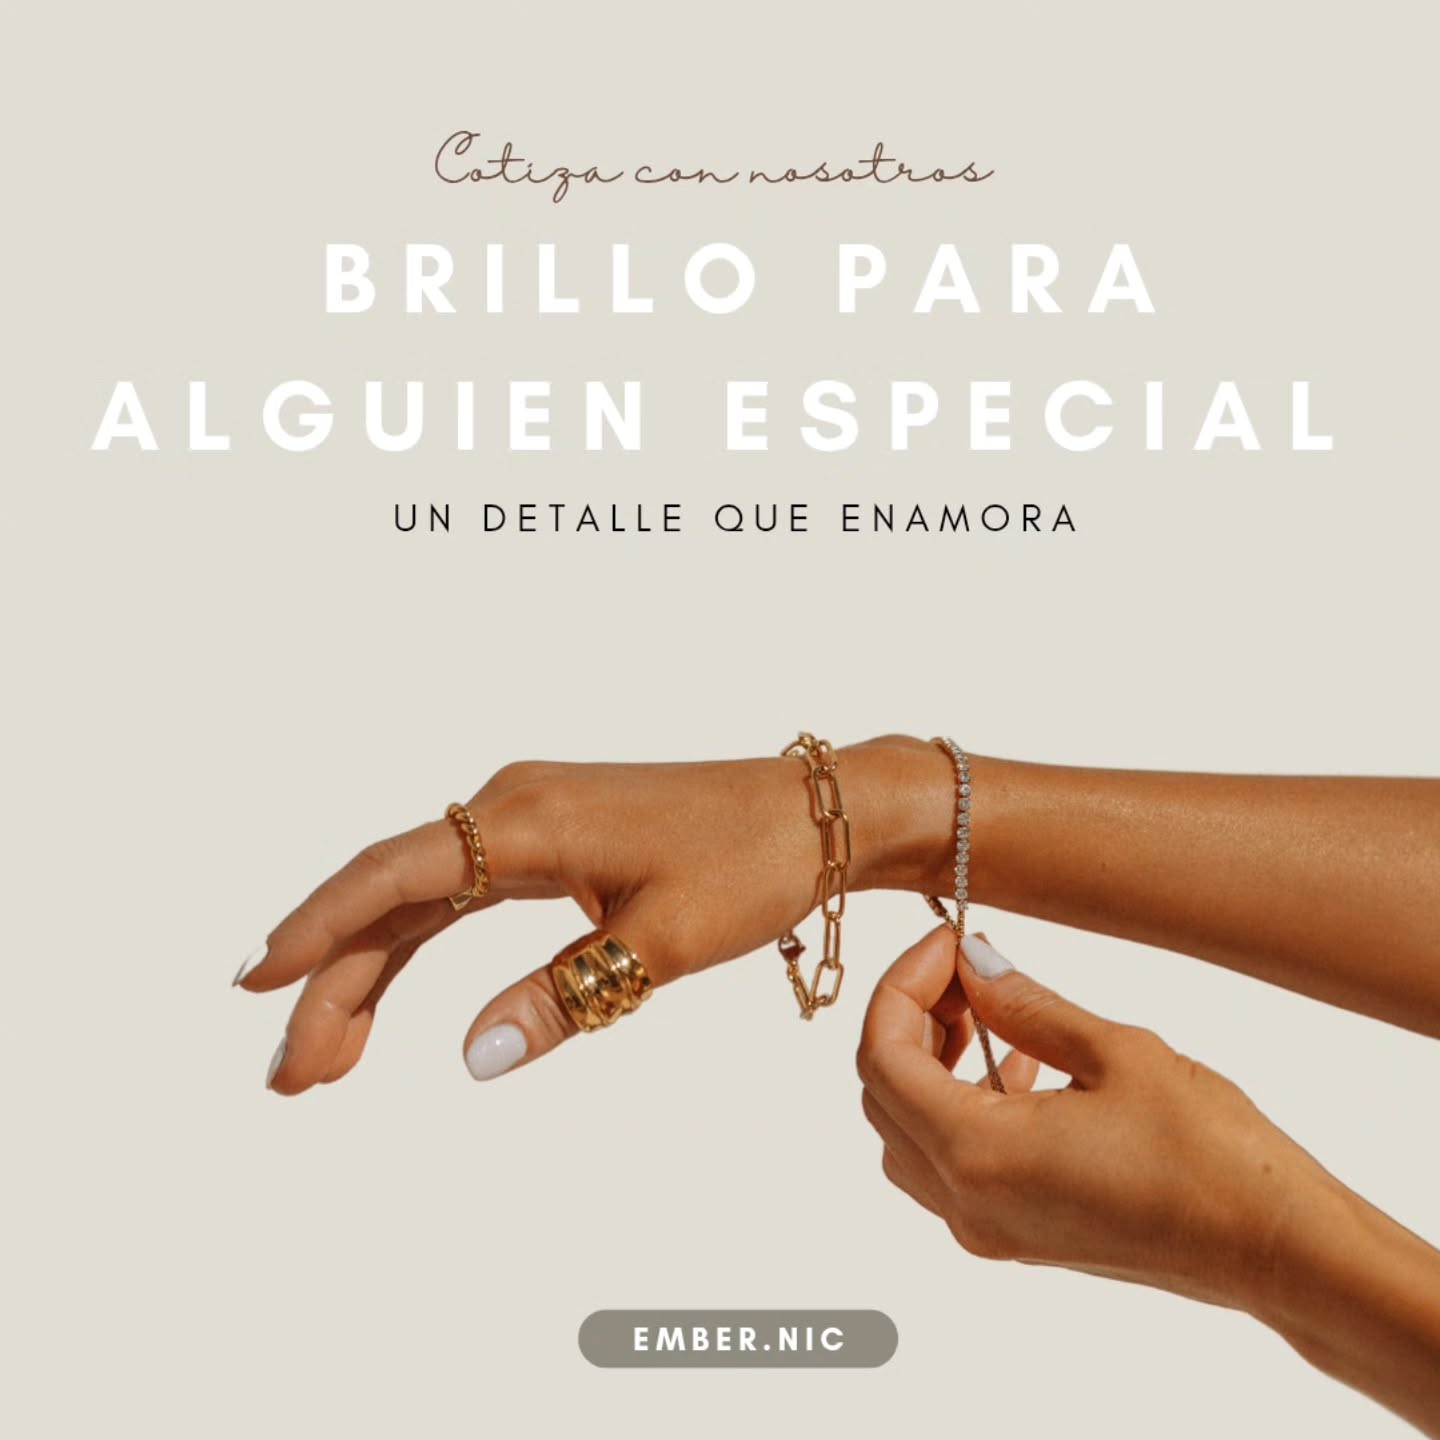 Cotiza con nosotros
BRILLO PARA
ALGUIEN ESPECIAL
UN DETALLE QUE ENAMORA
EMBER.NIC